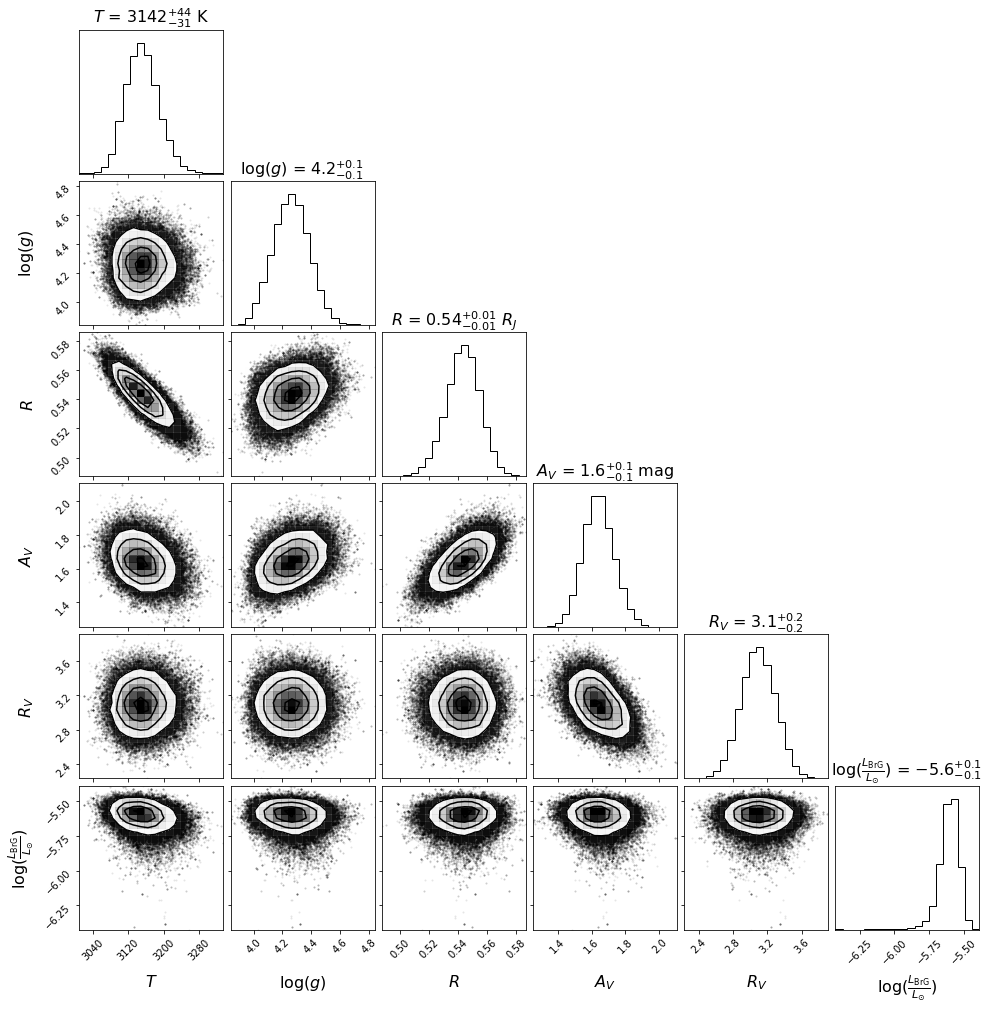 T = 3142 +44 −31 K
log(g) = 4.2 +0.1 −0.1
4.8
4.6
4.4
4.2
4.0
log(g)
R = 0.54 +0.01 −0.01 R_J
0.58
0.56
0.54
0.52
0.50
R
A_V = 1.6 +0.1 −0.1 mag
2.0
1.8
1.6
1.4
A_V
R_V = 3.1 +0.2 −0.2
3.6
3.2
2.8
2.4
R_V
log(L_BrG/L_⊙) = −5.6 +0.1 −0.1
−5.50
−5.75
−6.00
−6.25
log(L_BrG/L_⊙)
3040 3120 3200 3280 4.0 4.2 4.4 4.6 4.8 0.50 0.52 0.54 0.56 0.58 1.4 1.6 1.8 2.0 2.4 2.8 3.2 3.6 −6.25 −6.00 −5.75 −5.50
T log(g) R A_V R_V log(L_BrG/L_⊙)